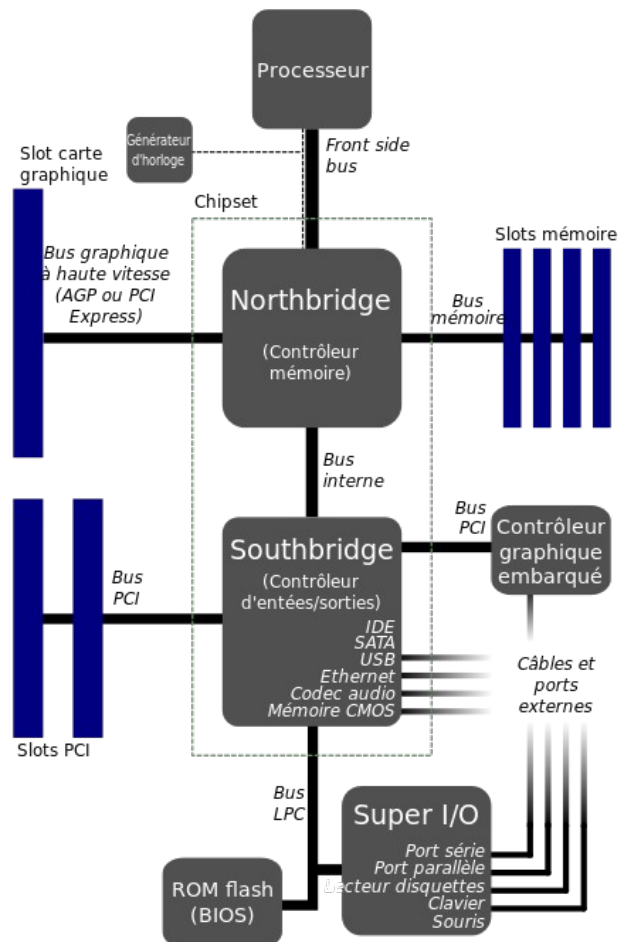 Processeur
Générateur
d'horloge
Front side
bus
Slot carte
graphique
Chipset
Bus graphique
à haute vitesse
(AGP ou PCI
Express)
Northbridge
(Contrôleur
mémoire)
Bus
mémoire
Slots mémoire
Bus
interne
Bus
PCI
Southbridge
(Contrôleur
d'entées/sorties)
IDE
SATA
USB
Ethernet
Codec audio
Mémoire CMOS
Bus
PCI
Contrôleur
graphique
embarqué
Câbles et
ports
externes
Slots PCI
Bus
LPC
Super I/O
Port série
Port parallèle
Lecteur disquettes
Clavier
Souris
ROM flash
(BIOS)